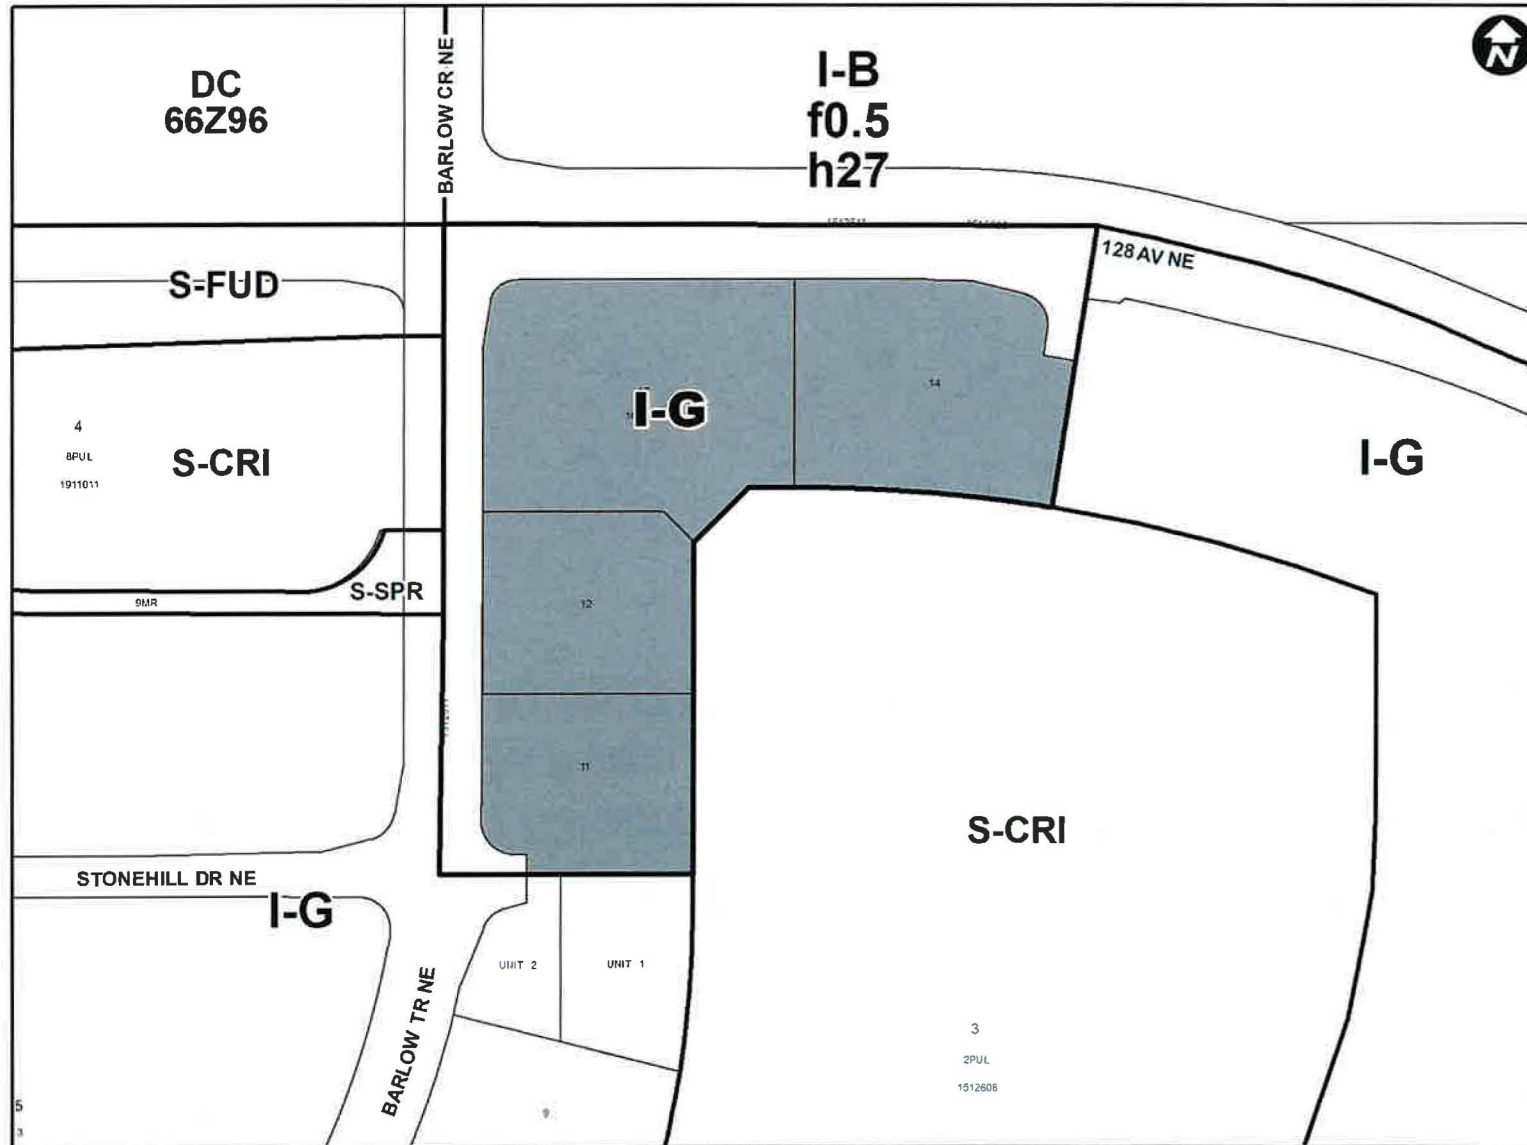 DC
66Z96
BARLOW CR NE
I-B
f0.5
h27
N
128 AV NE
S-FUD
I-G
14
I-G
4
8PUL
1911011
S-CRI
9MR
S-SPR
12
11
S-CRI
STONEHILL DR NE
I-G
UNIT 2
UNIT 1
BARLOW TR NE
3
2PUL
1512608
9
5
3